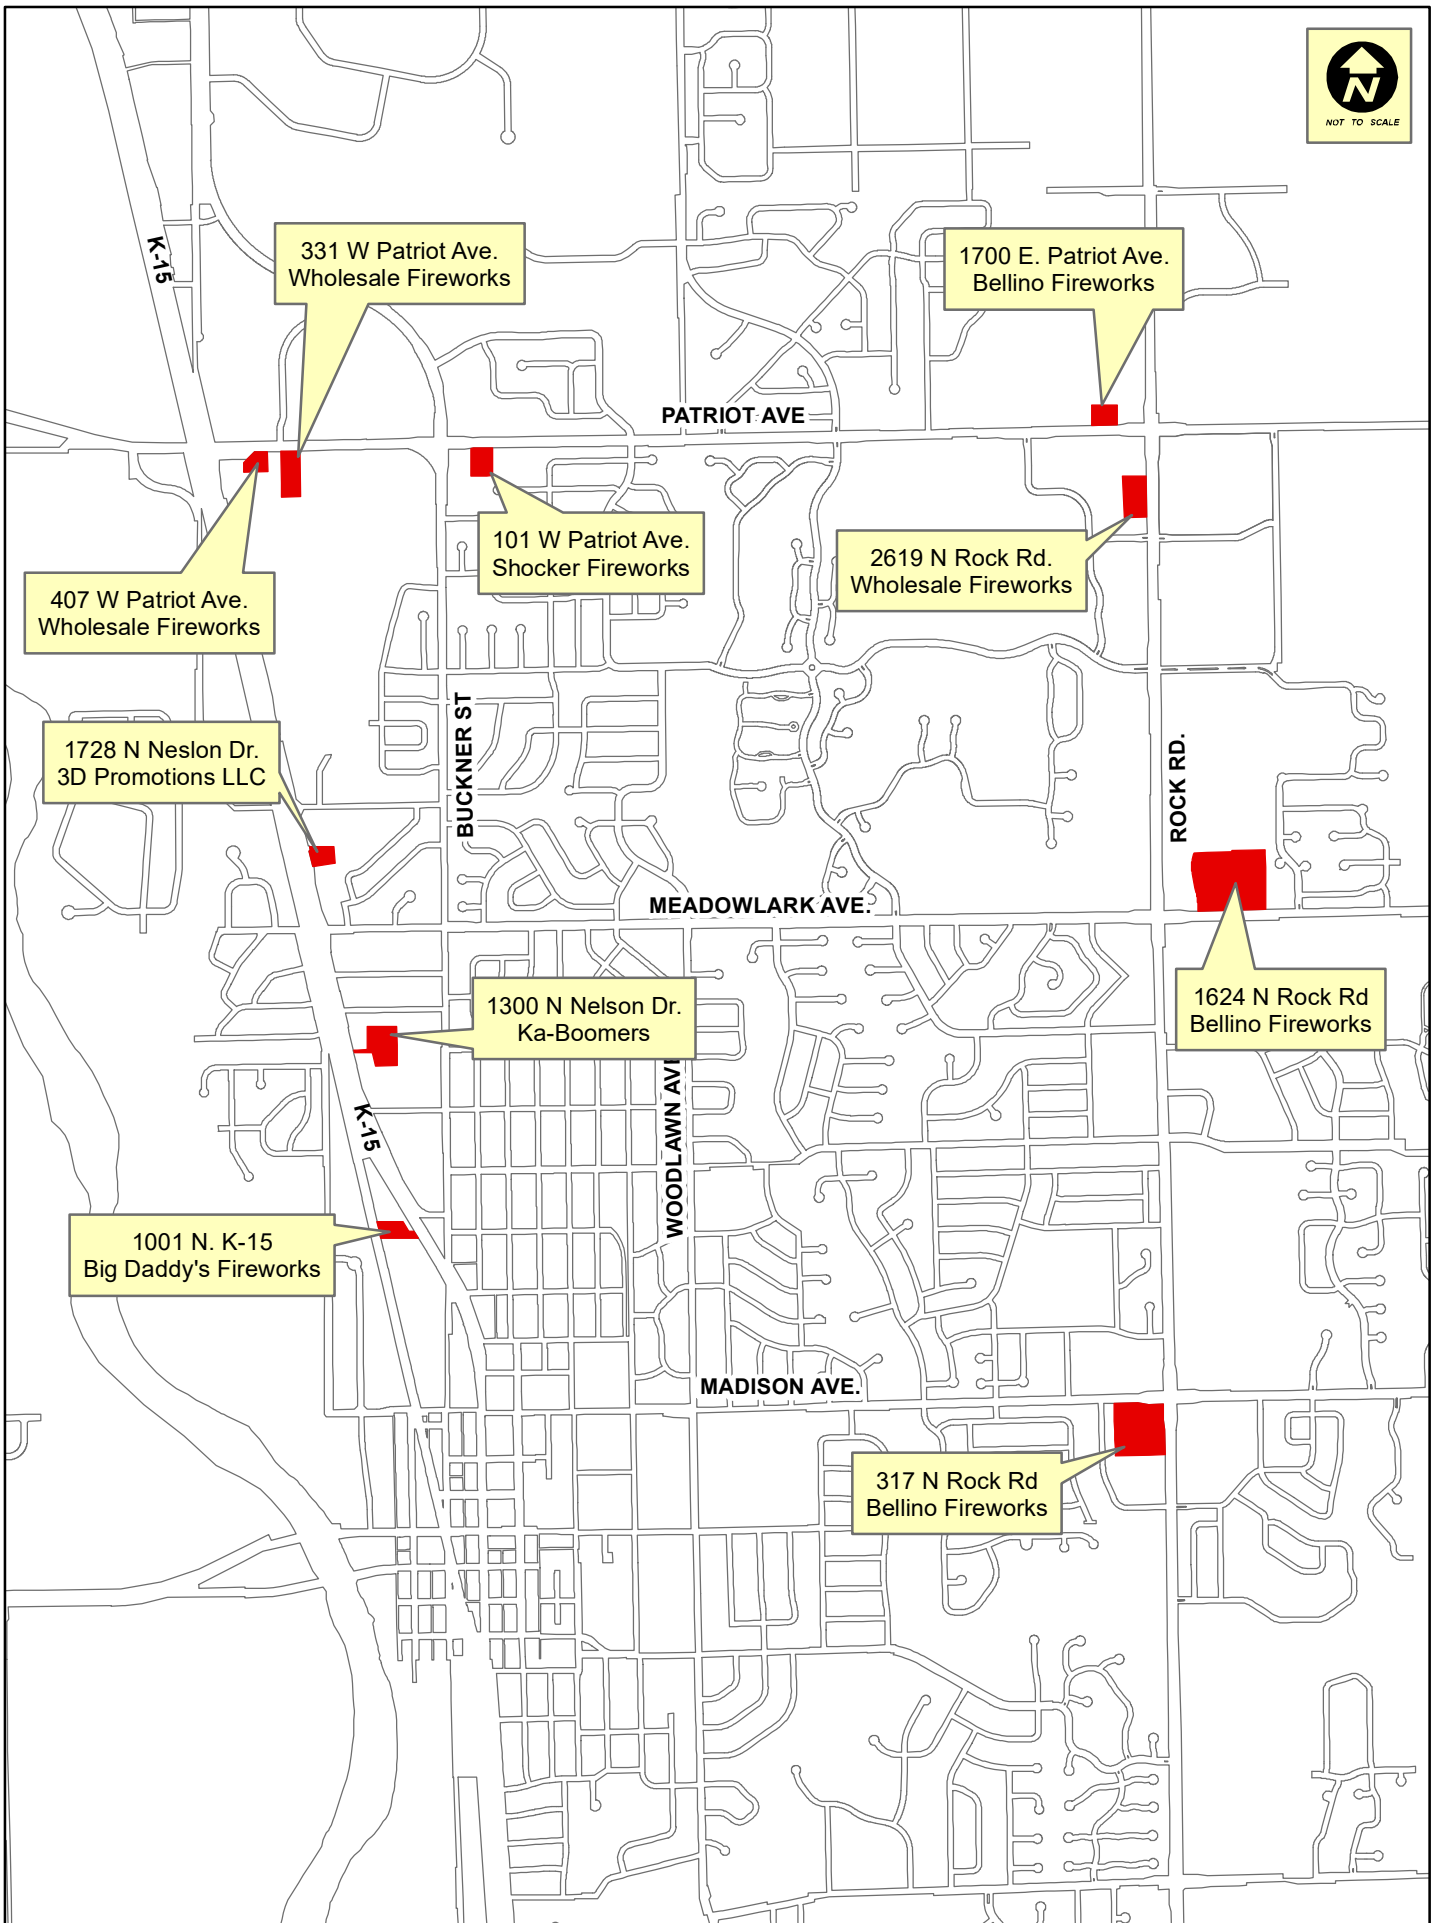 N
NOT TO SCALE
K-15
331 W Patriot Ave.
Wholesale Fireworks
1700 E. Patriot Ave.
Bellino Fireworks
PATRIOT AVE
101 W Patriot Ave.
Shocker Fireworks
2619 N Rock Rd.
Wholesale Fireworks
407 W Patriot Ave.
Wholesale Fireworks
1728 N Neslon Dr.
3D Promotions LLC
BUCKNER ST
ROCK RD.
MEADOWLARK AVE.
1300 N Nelson Dr.
Ka-Boomers
1624 N Rock Rd
Bellino Fireworks
K-15
WOODLAWN AVE
1001 N. K-15
Big Daddy's Fireworks
MADISON AVE.
317 N Rock Rd
Bellino Fireworks